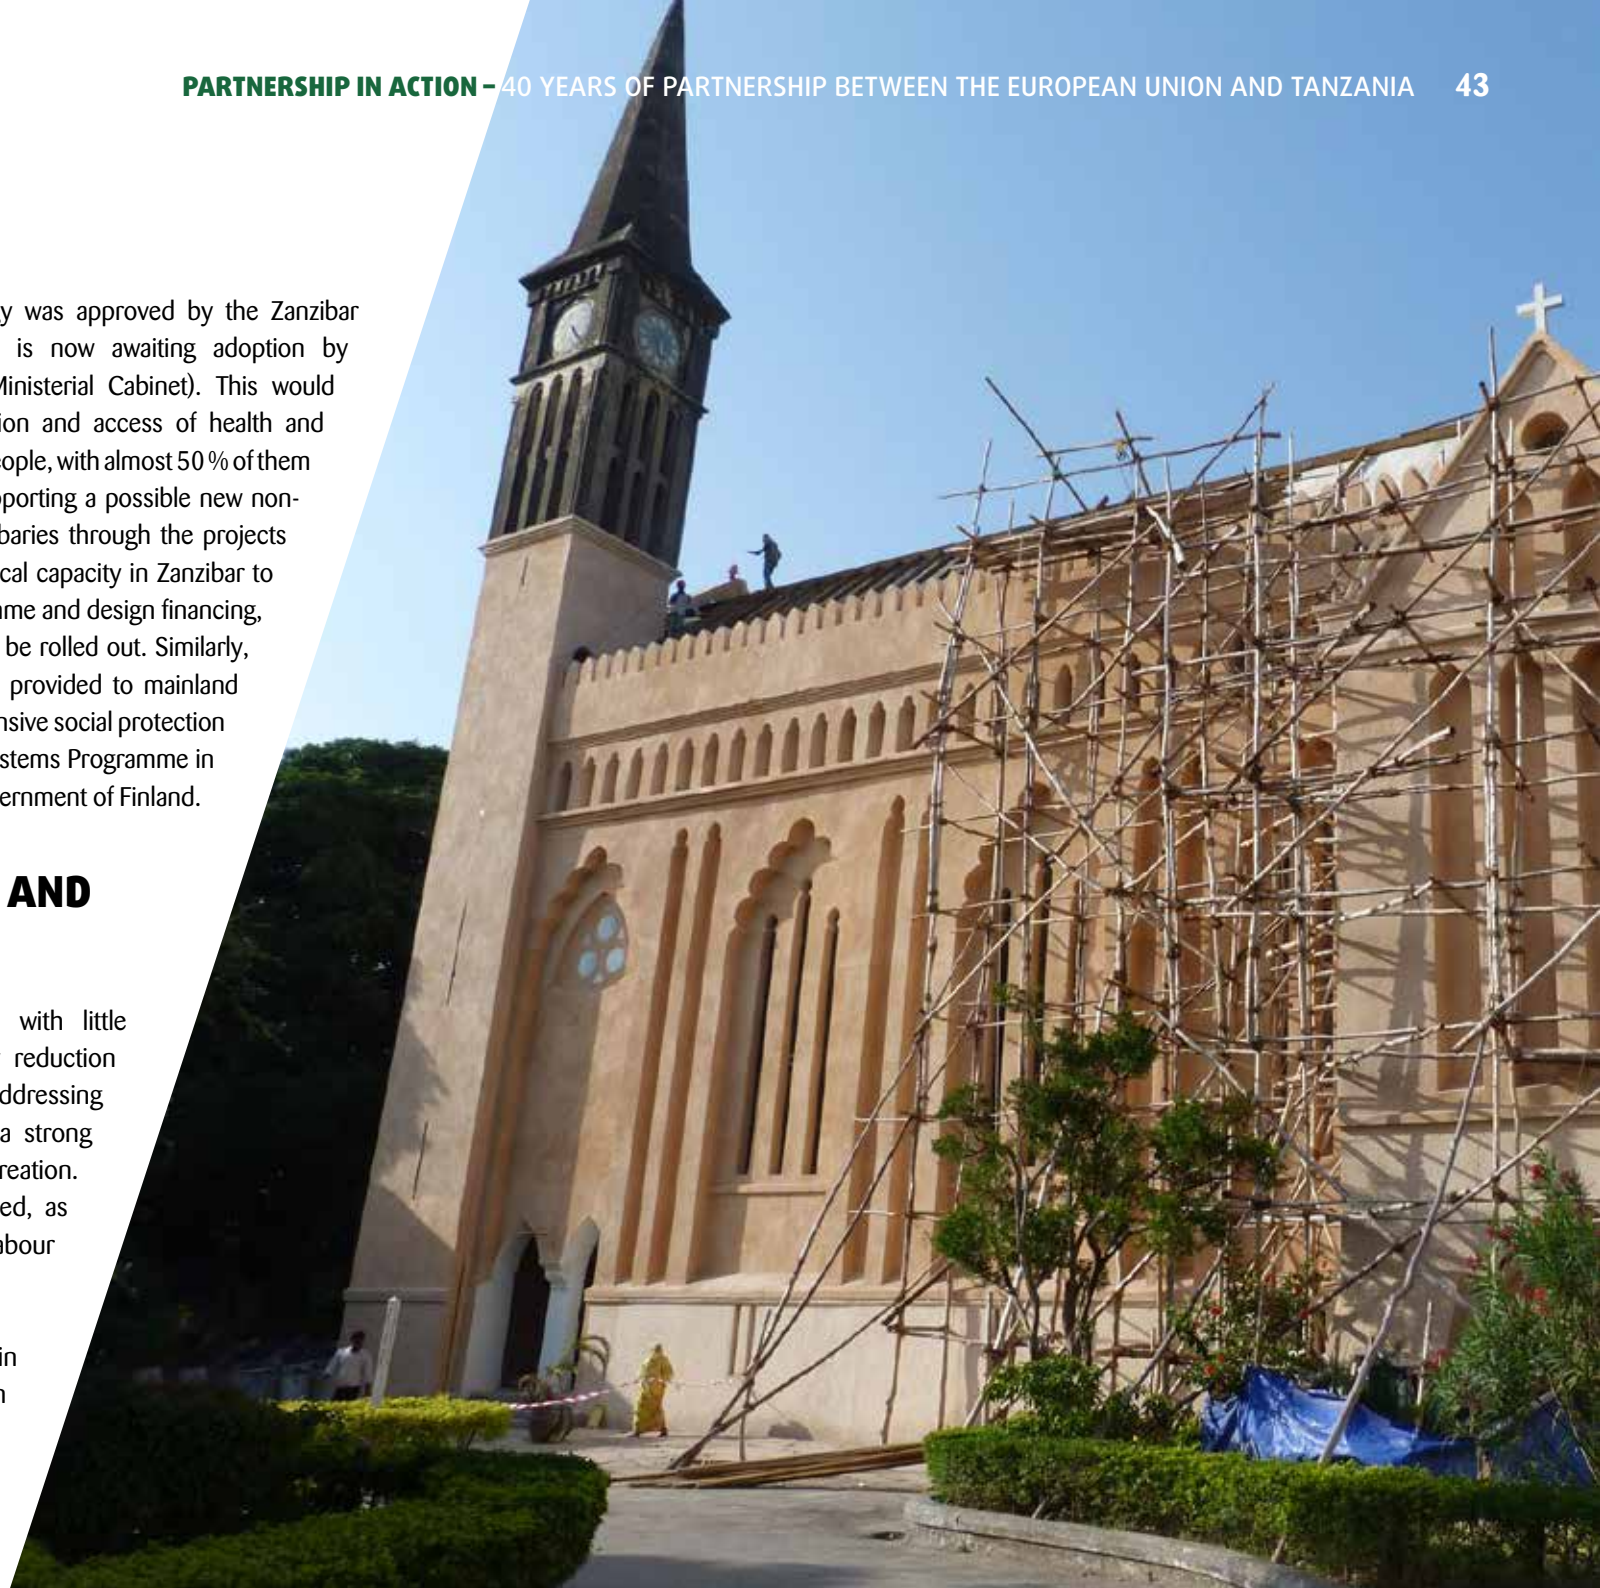 PARTNERSHIP IN ACTION – 40 YEARS OF PARTNERSHIP BETWEEN THE EUROPEAN UNION AND TANZANIA 43
y was approved by the Zanzibar
is now awaiting adoption by
Ministerial Cabinet). This would
ion and access of health and
eople, with almost 50 % of them
pporting a possible new non-
baries through the projects
cal capacity in Zanzibar to
me and design financing,
be rolled out. Similarly,
provided to mainland
nsive social protection
stems Programme in
ernment of Finland.
AND
with little
reduction
ddressing
a strong
reation.
ed, as
abour
in